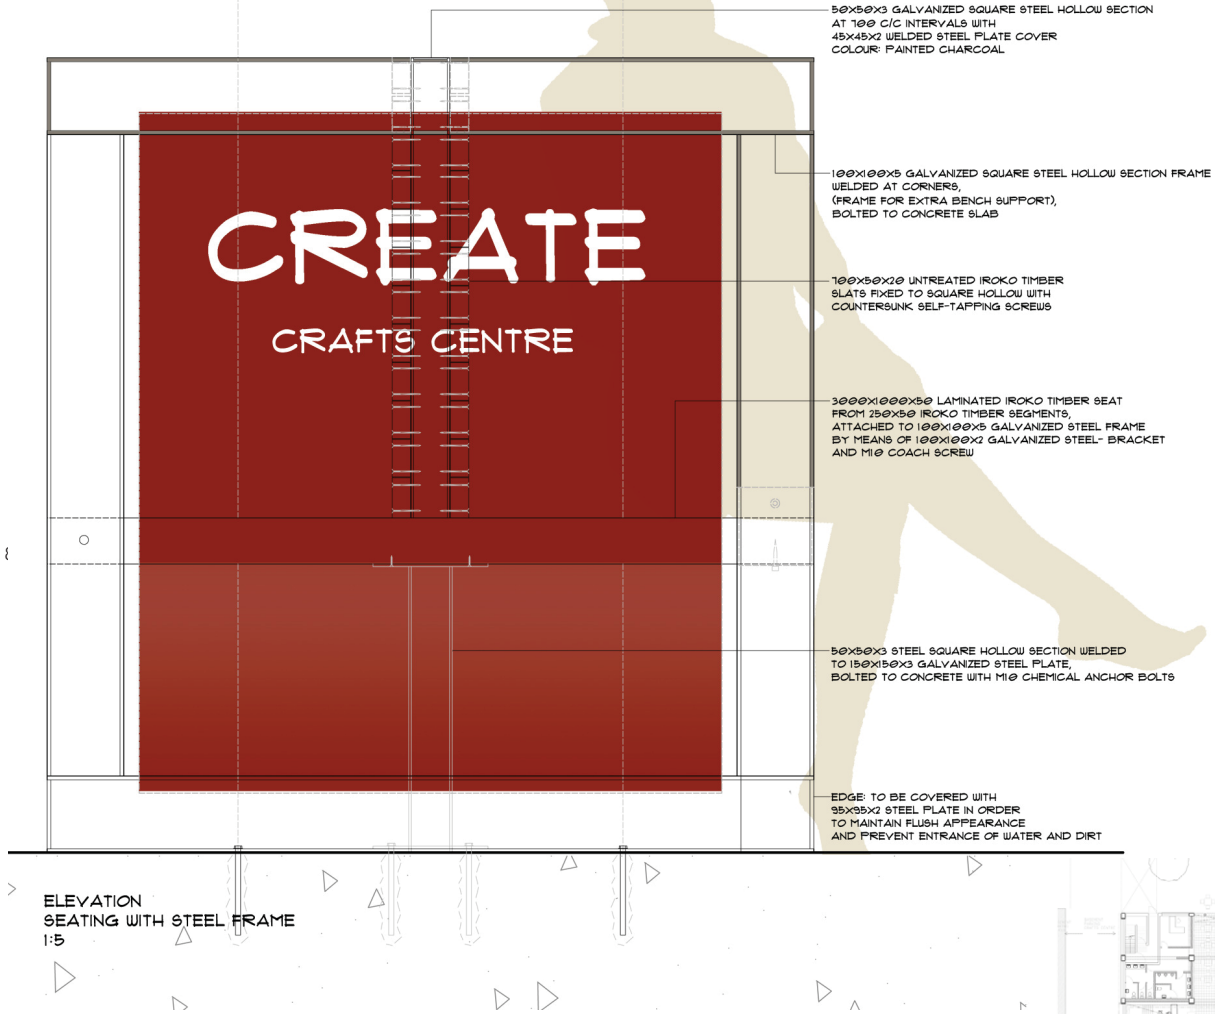 50X50X3 GALVANIZED SQUARE STEEL HOLLOW SECTION
AT 700 C/C INTERVALS WITH
45X45X2 WELDED STEEL PLATE COVER
COLOUR: PAINTED CHARCOAL
100X100X5 GALVANIZED SQUARE STEEL HOLLOW SECTION FRAME
WELDED AT CORNERS,
(FRAME FOR EXTRA BENCH SUPPORT),
BOLTED TO CONCRETE SLAB
CREATE
CRAFTS CENTRE
700X50X20 UNTREATED IROKO TIMBER
SLATS FIXED TO SQUARE HOLLOW WITH
COUNTERSUNK SELF-TAPPING SCREWS
3000X1000X50 LAMINATED IROKO TIMBER SEAT
FROM 250X50 IROKO TIMBER SEGMENTS,
ATTACHED TO 100X100X5 GALVANIZED STEEL FRAME
BY MEANS OF 100X100X2 GALVANIZED STEEL- BRACKET
AND M10 COACH SCREW
50X50X3 STEEL SQUARE HOLLOW SECTION WELDED
TO 150X150X3 GALVANIZED STEEL PLATE,
BOLTED TO CONCRETE WITH M10 CHEMICAL ANCHOR BOLTS
EDGE: TO BE COVERED WITH
95X95X2 STEEL PLATE IN ORDER
TO MAINTAIN FLUSH APPEARANCE
AND PREVENT ENTRANCE OF WATER AND DIRT
ELEVATION
SEATING WITH STEEL FRAME
1:5